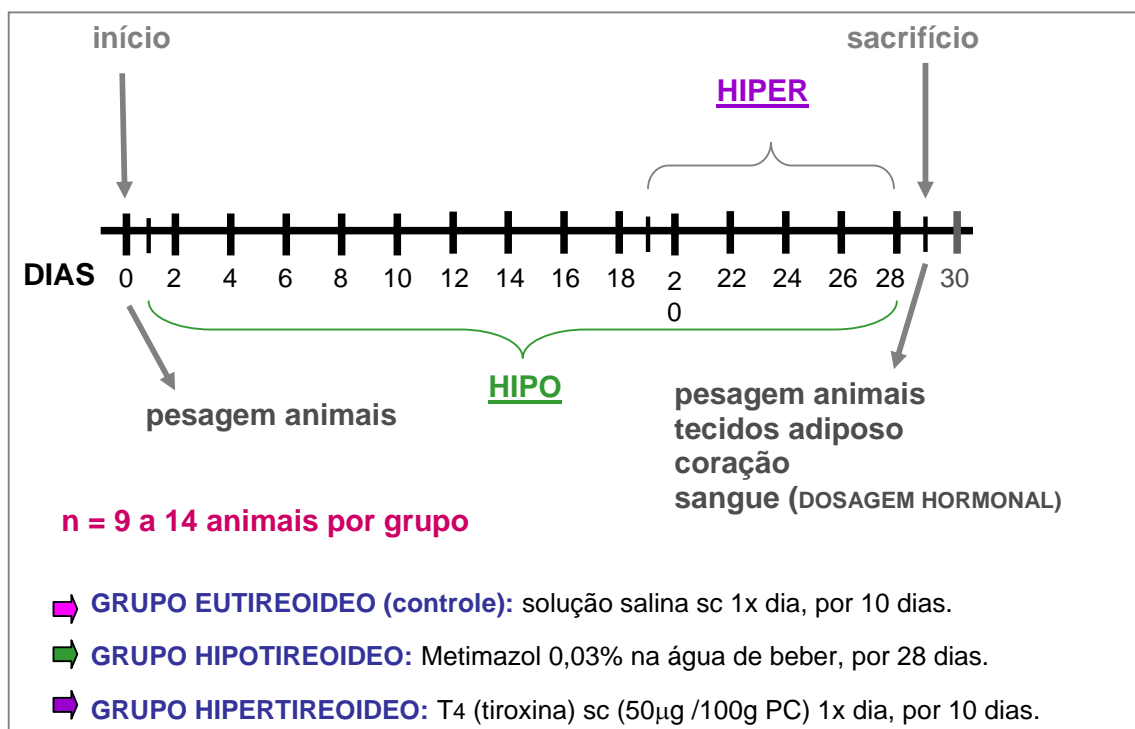 início sacrifício
HIPER
DIAS 0 2 4 6 8 10 12 14 16 18 2 22 24 26 28 30
0
HIPO
pesagem animais
pesagem animais
tecidos adiposo
coração
sangue (DOSAGEM HORMONAL)
n = 9 a 14 animais por grupo
GRUPO EUTIREOIDEO (controle): solução salina sc 1x dia, por 10 dias.
GRUPO HIPOTIREOIDEO: Metimazol 0,03% na água de beber, por 28 dias.
GRUPO HIPERTIREOIDEO: T4 (tiroxina) sc (50µg /100g PC) 1x dia, por 10 dias.